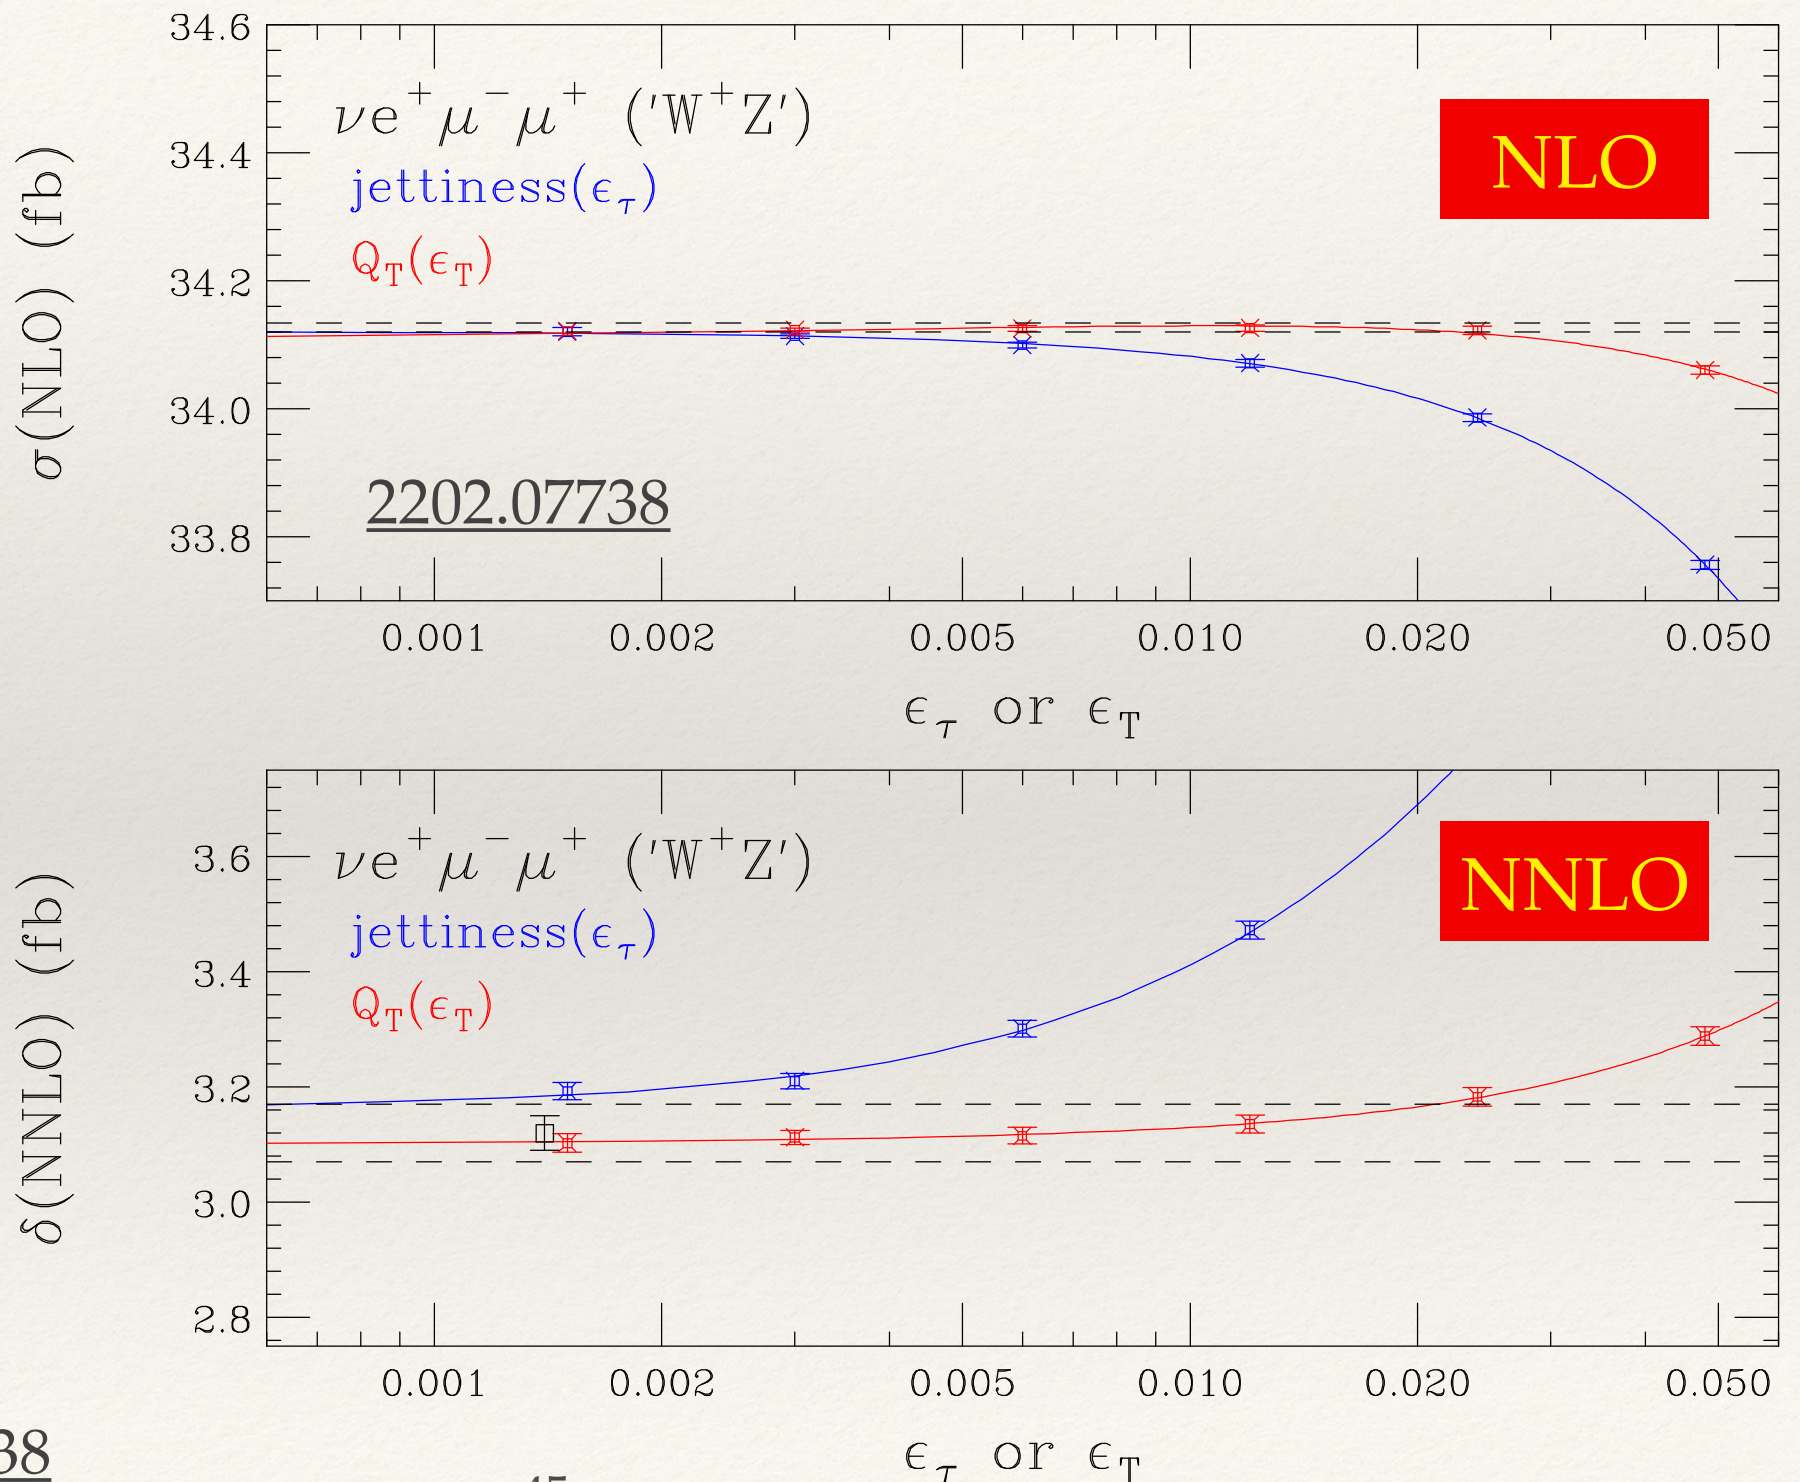 34.6
νe⁺μ⁻μ⁺ ('W⁺Z')
NLO
34.4
jettiness(ϵ_τ)
Q_T(ϵ_T)
34.2
σ(NLO) (fb)
34.0
2202.07738
33.8
0.001 0.002 0.005 0.010 0.020 0.050
ϵ_τ or ϵ_T
νe⁺μ⁻μ⁺ ('W⁺Z')
NNLO
3.6
jettiness(ϵ_τ)
3.4
Q_T(ϵ_T)
δ(NNLO) (fb)
3.2
3.0
2.8
0.001 0.002 0.005 0.010 0.020 0.050
ϵ_τ or ϵ_T
38